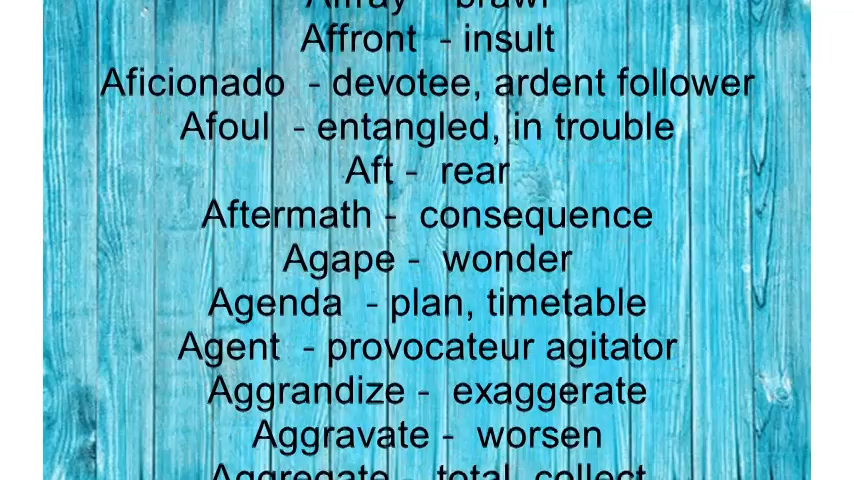 Affray - brawl
Affront - insult
Aficionado - devotee, ardent follower
Afoul - entangled, in trouble
Aft - rear
Aftermath - consequence
Agape - wonder
Agenda - plan, timetable
Agent - provocateur agitator
Aggrandize - exaggerate
Aggravate - worsen
Aggregate - total, collect